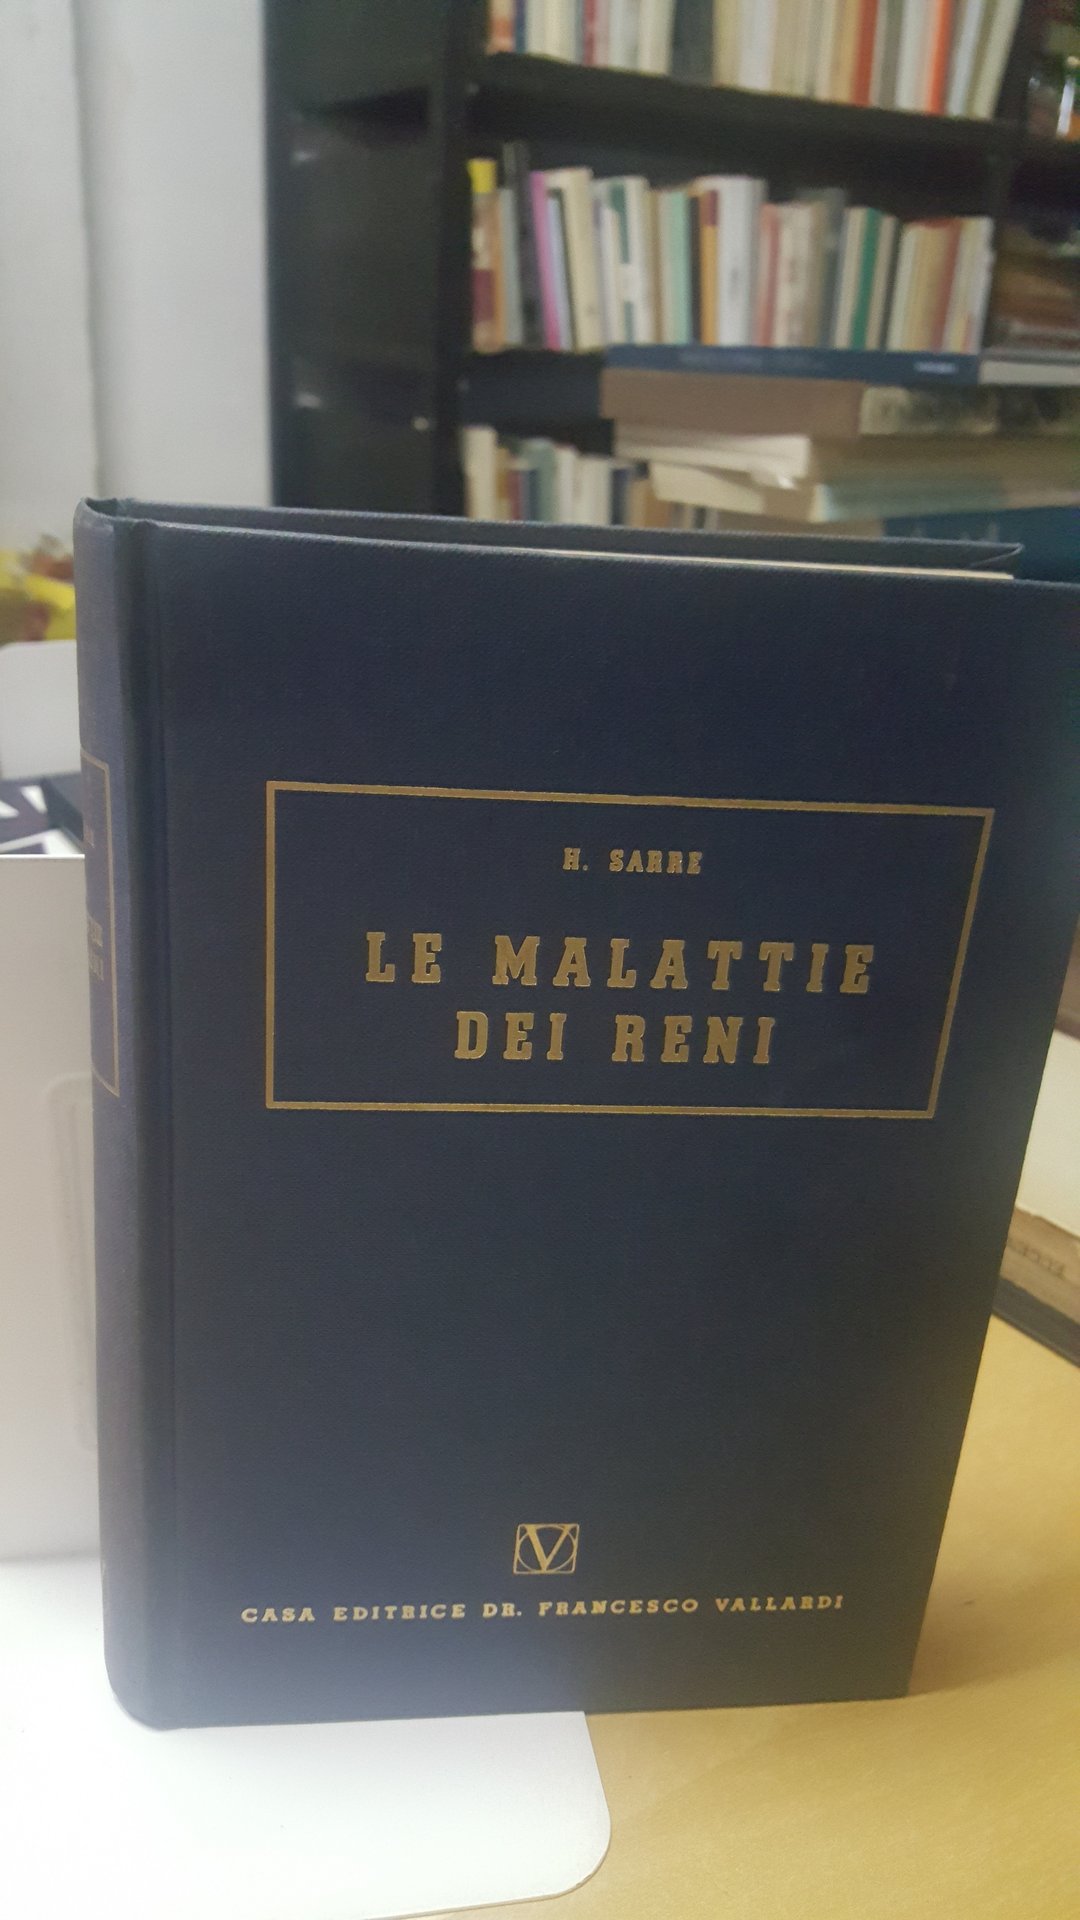 H. SARRE
LE MALATTIE
DEI RENI
V
CASA EDITRICE DR. FRANCESCO VALLARDI